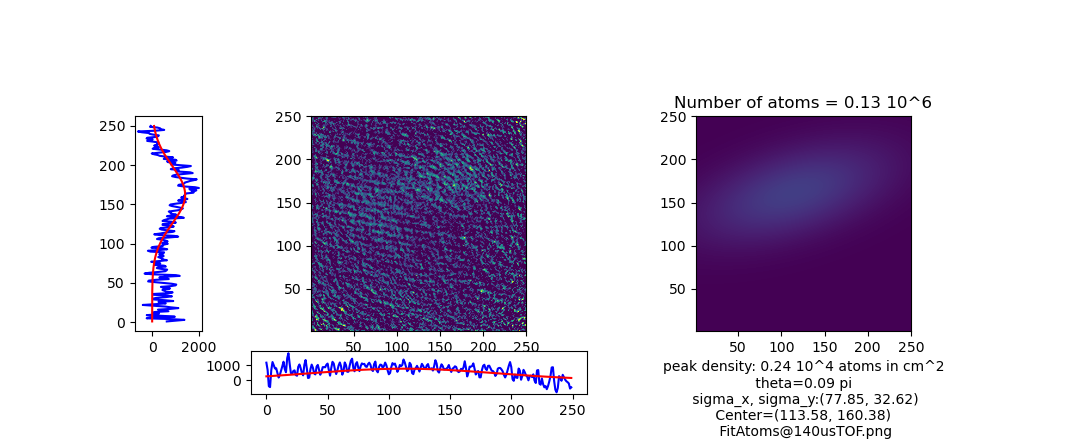 Number of atoms = 0.13 10^6
250
200
150
100
50
0
0 2000
250
200
150
100
50
50 100 150 200 250
250
200
150
100
50
50 100 150 200 250
1000
0
0 50 100 150 200 250
peak density: 0.24 10^4 atoms in cm^2
theta=0.09 pi
sigma_x, sigma_y:(77.85, 32.62)
Center=(113.58, 160.38)
FitAtoms@140usTOF.png